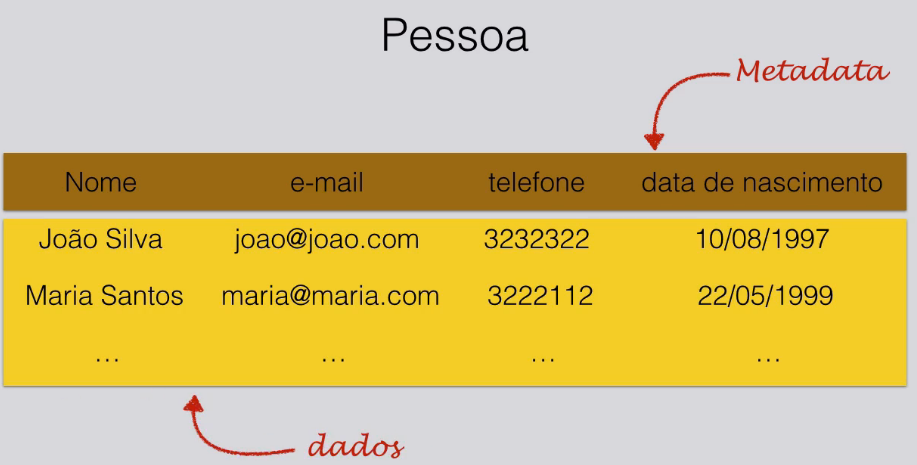 Pessoa
Metadata
Nome e-mail telefone data de nascimento
João Silva joao@joao.com 3232322 10/08/1997
Maria Santos maria@maria.com 3222112 22/05/1999
... ... ... ...
dados